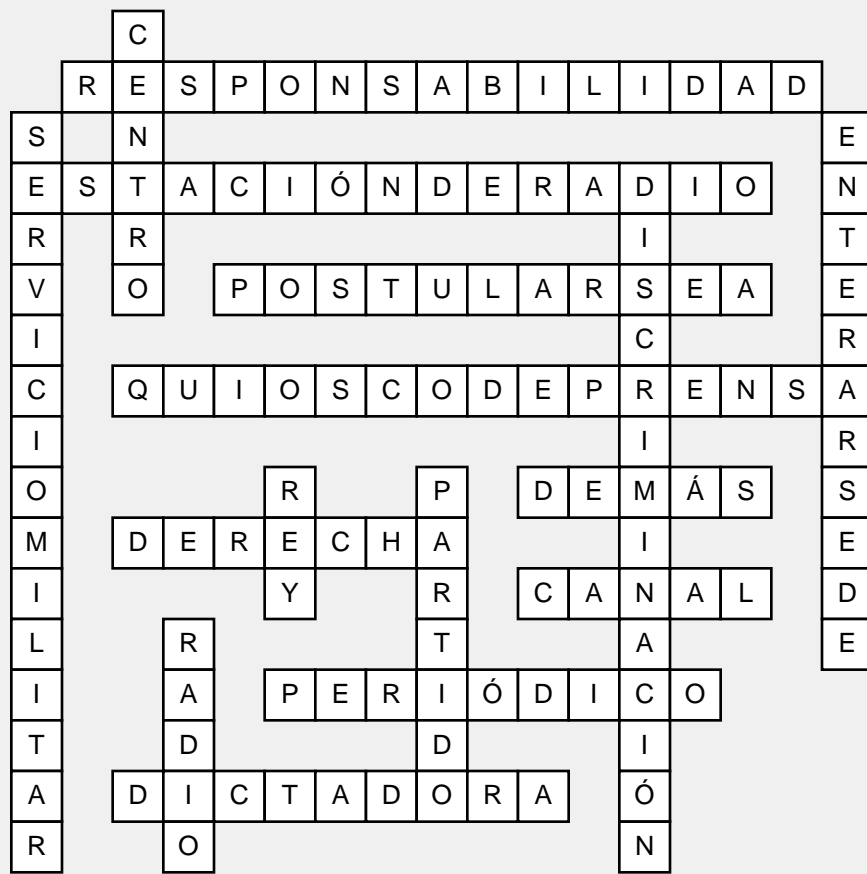 CENTRO
RESPONSABILIDAD
SERVICIOMILITAR
ENTERARSEDE
ESTACIÓNDERADIO
DISCRIMINACIÓN
POSTULARSEA
QUIOSCODEPRENSA
REY
PARTIDO
DEMÁS
DERECHA
CANAL
RADIO
PERIÓDICO
DICTADORA